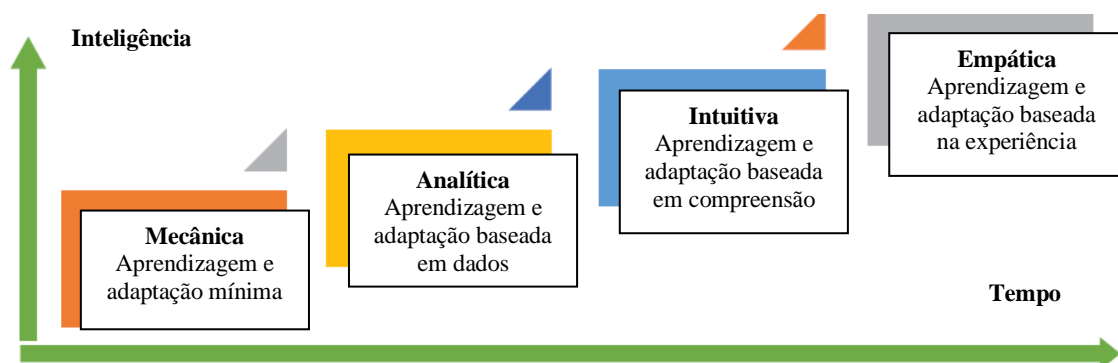 Inteligência
Mecânica
Aprendizagem e
adaptação mínima
Analítica
Aprendizagem e
adaptação baseada
em dados
Intuitiva
Aprendizagem e
adaptação baseada
em compreensão
Empática
Aprendizagem e
adaptação baseada
na experiência
Tempo